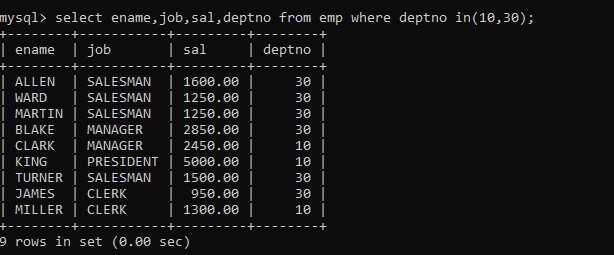 mysql> select ename,job,sal,deptno from emp where deptno in(10,30);
+--------+-----------+---------+--------+
| ename  | job       | sal     | deptno |
+--------+-----------+---------+--------+
| ALLEN  | SALESMAN  | 1600.00 |     30 |
| WARD   | SALESMAN  | 1250.00 |     30 |
| MARTIN | SALESMAN  | 1250.00 |     30 |
| BLAKE  | MANAGER   | 2850.00 |     30 |
| CLARK  | MANAGER   | 2450.00 |     10 |
| KING   | PRESIDENT | 5000.00 |     10 |
| TURNER | SALESMAN  | 1500.00 |     30 |
| JAMES  | CLERK     |  950.00 |     30 |
| MILLER | CLERK     | 1300.00 |     10 |
+--------+-----------+---------+--------+
9 rows in set (0.00 sec)